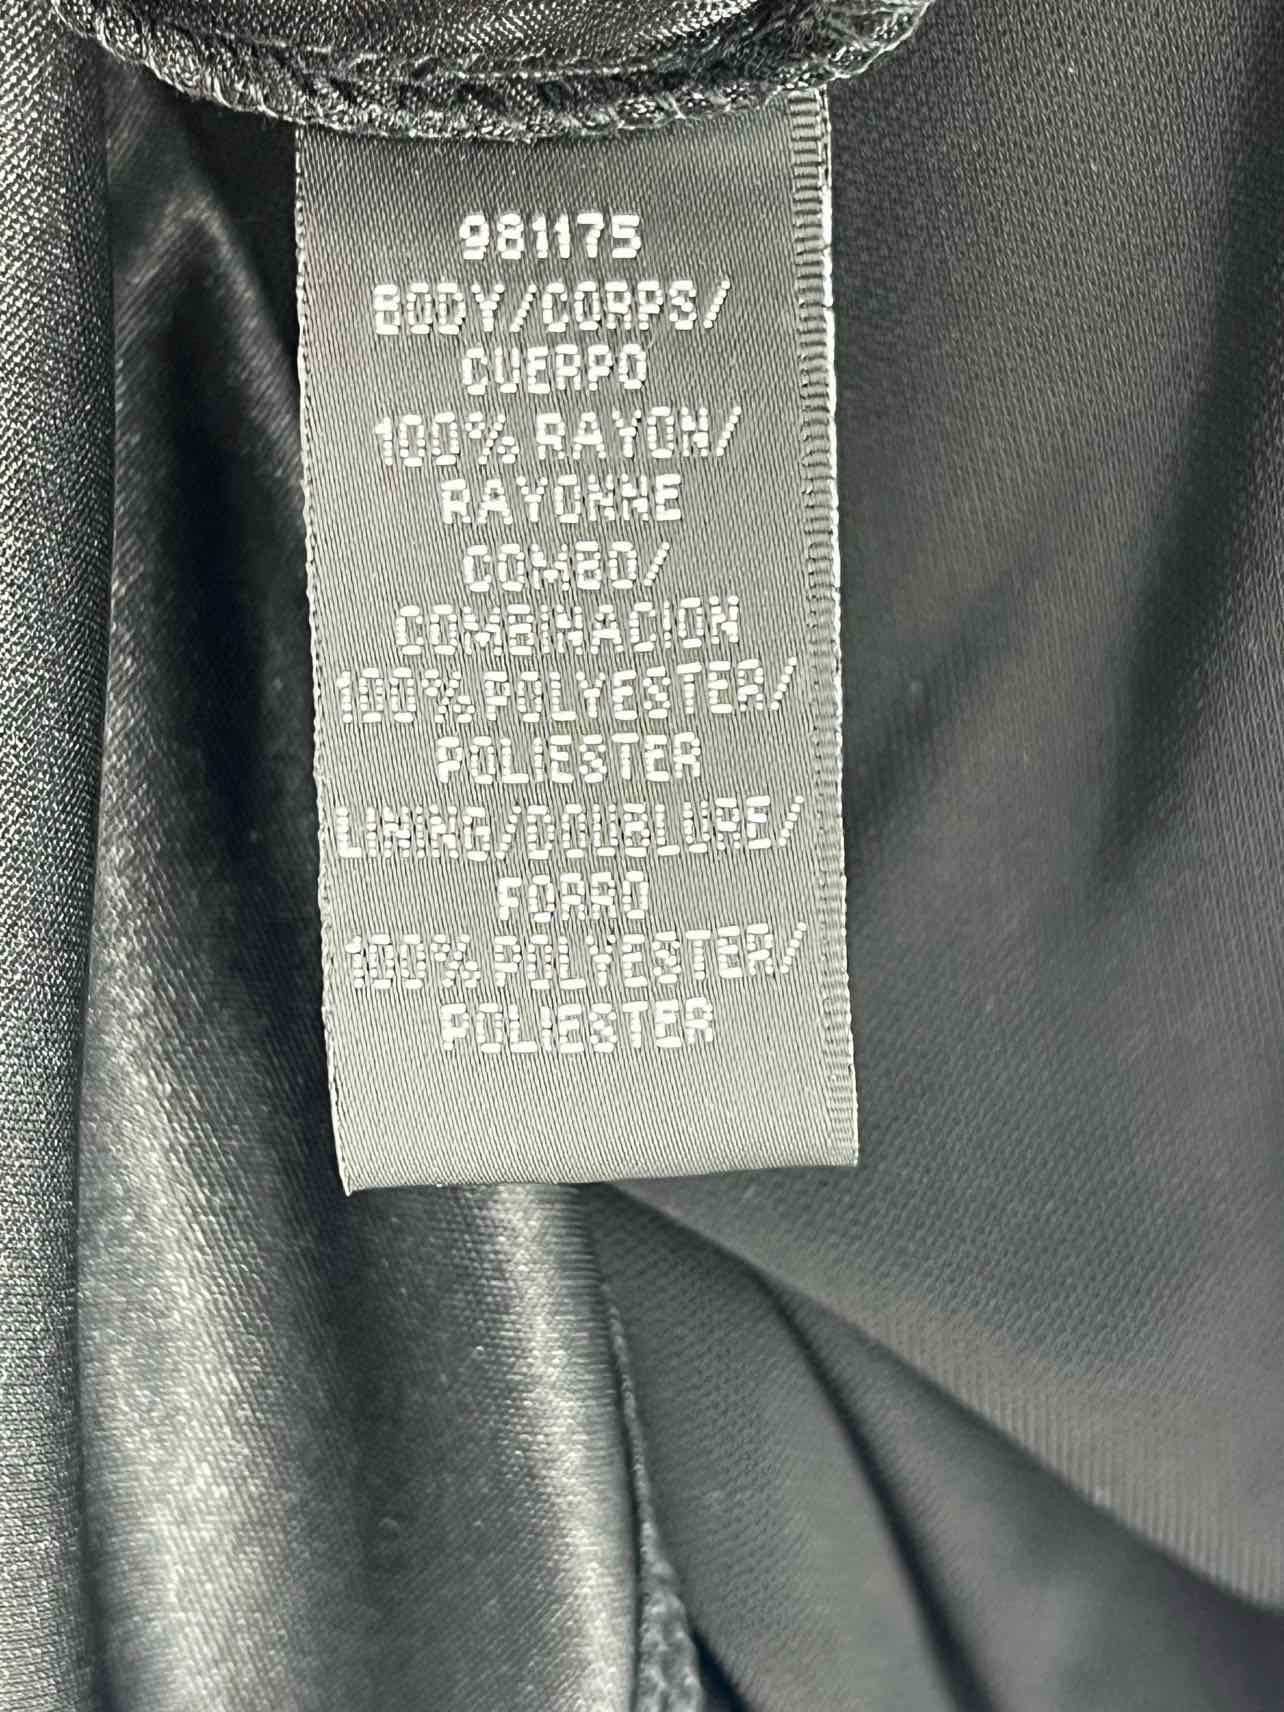 981175
BODY/CORPS/
CUERPO
100% RAYON/
RAYONNE
COMBO/
COMBINACION
100% POLYESTER/
POLIESTER
LINING/DOUBLURE/
FORRO
100% POLYESTER/
POLIESTER